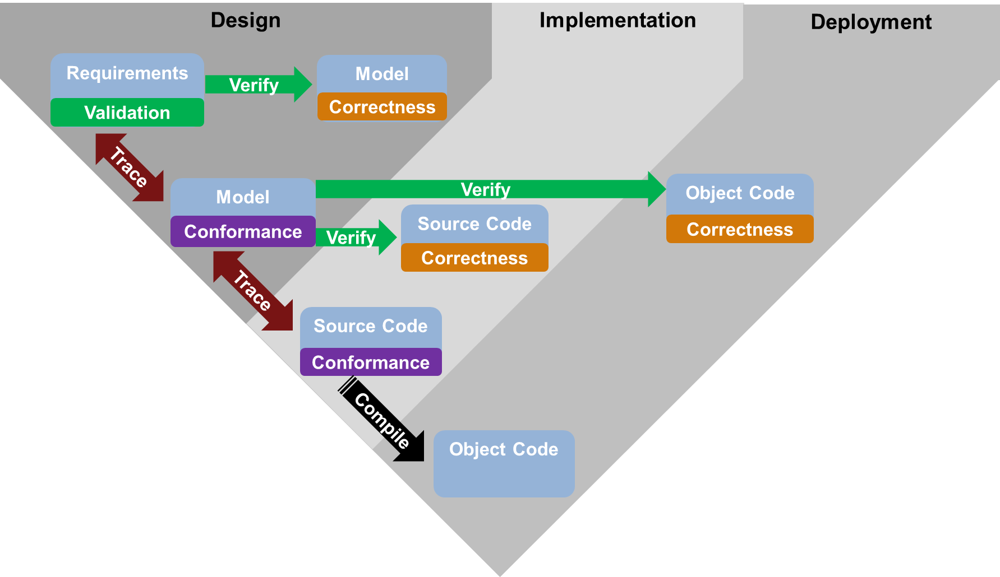 Design
Implementation
Deployment
Requirements
Validation
Verify
Model
Correctness
Trace
Model
Conformance
Verify
Object Code
Correctness
Verify
Source Code
Correctness
Trace
Source Code
Conformance
Compile
Object Code